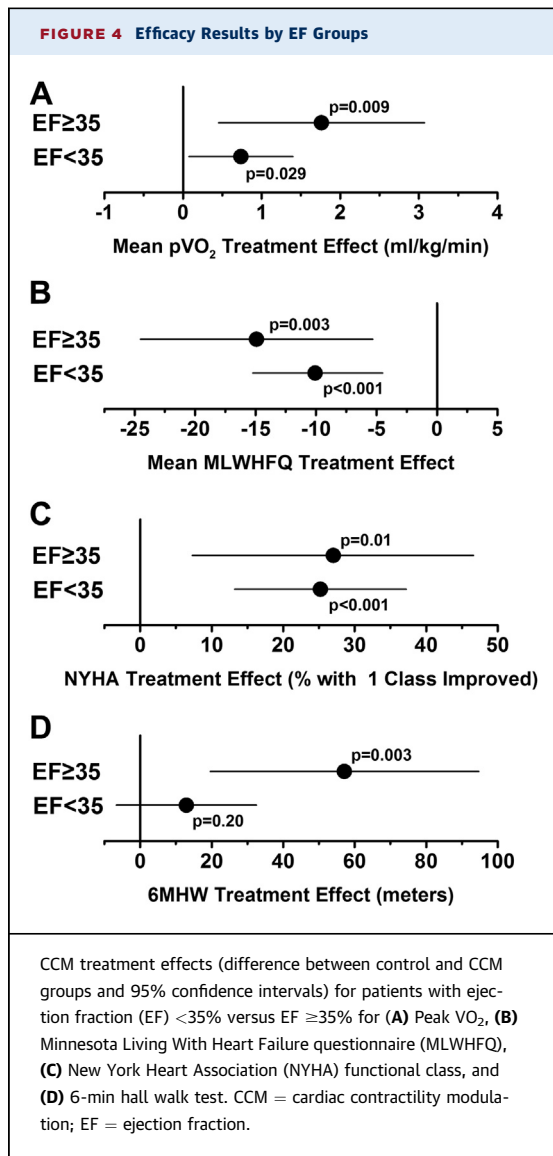 FIGURE 4 Efficacy Results by EF Groups
A
EF≥35
p=0.009
EF<35
p=0.029
-1 0 1 2 3 4
Mean pVO₂ Treatment Effect (ml/kg/min)
B
EF≥35
p=0.003
EF<35
p<0.001
-25 -20 -15 -10 -5 0 5
Mean MLWHFQ Treatment Effect
C
EF≥35
p=0.01
EF<35
p<0.001
0 10 20 30 40 50
NYHA Treatment Effect (% with 1 Class Improved)
D
EF≥35
p=0.003
EF<35
p=0.20
0 20 40 60 80 100
6MHW Treatment Effect (meters)
CCM treatment effects (difference between control and CCM
groups and 95% confidence intervals) for patients with ejec-
tion fraction (EF) <35% versus EF ≥35% for (A) Peak VO₂, (B)
Minnesota Living With Heart Failure questionnaire (MLWHFQ),
(C) New York Heart Association (NYHA) functional class, and
(D) 6-min hall walk test. CCM = cardiac contractility modula-
tion; EF = ejection fraction.